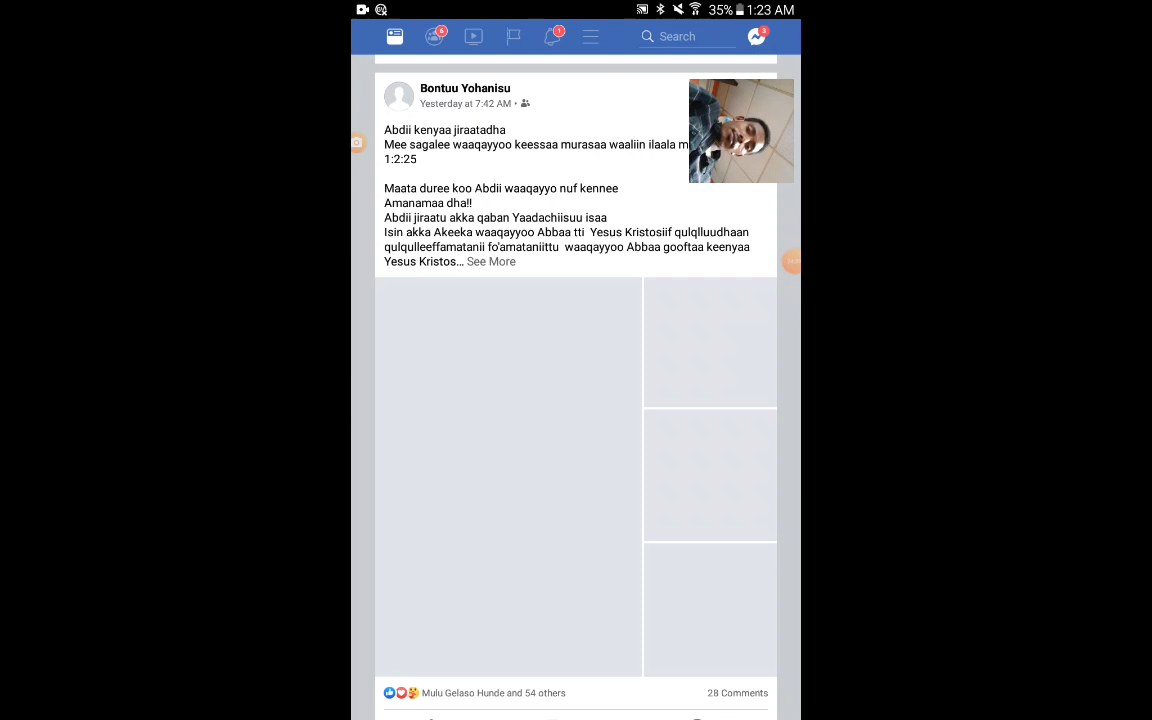 35% 1:23 AM
6
1
Search
3
Bontuu Yohanisu
Yesterday at 7:42 AM •
Abdii kenyaa jiraatadha
Mee sagalee waaqayyoo keessaa murasaa waaliin ilaala m
1:2:25
Maata duree koo Abdii waaqayyo nuf kennee
Amanamaa dha!!
Abdii jiraatu akka qaban Yaadachiisuu isaa
Isin akka Akeeka waaqayyoo Abbaa tti Yesus Kristosiif qulqlluudhaan
qulqulleeffamatanii fo'amataniittu waaqayyoo Abbaa gooftaa keenyaa
Yesus Kristos... See More
Mulu Gelaso Hunde and 54 others
28 Comments